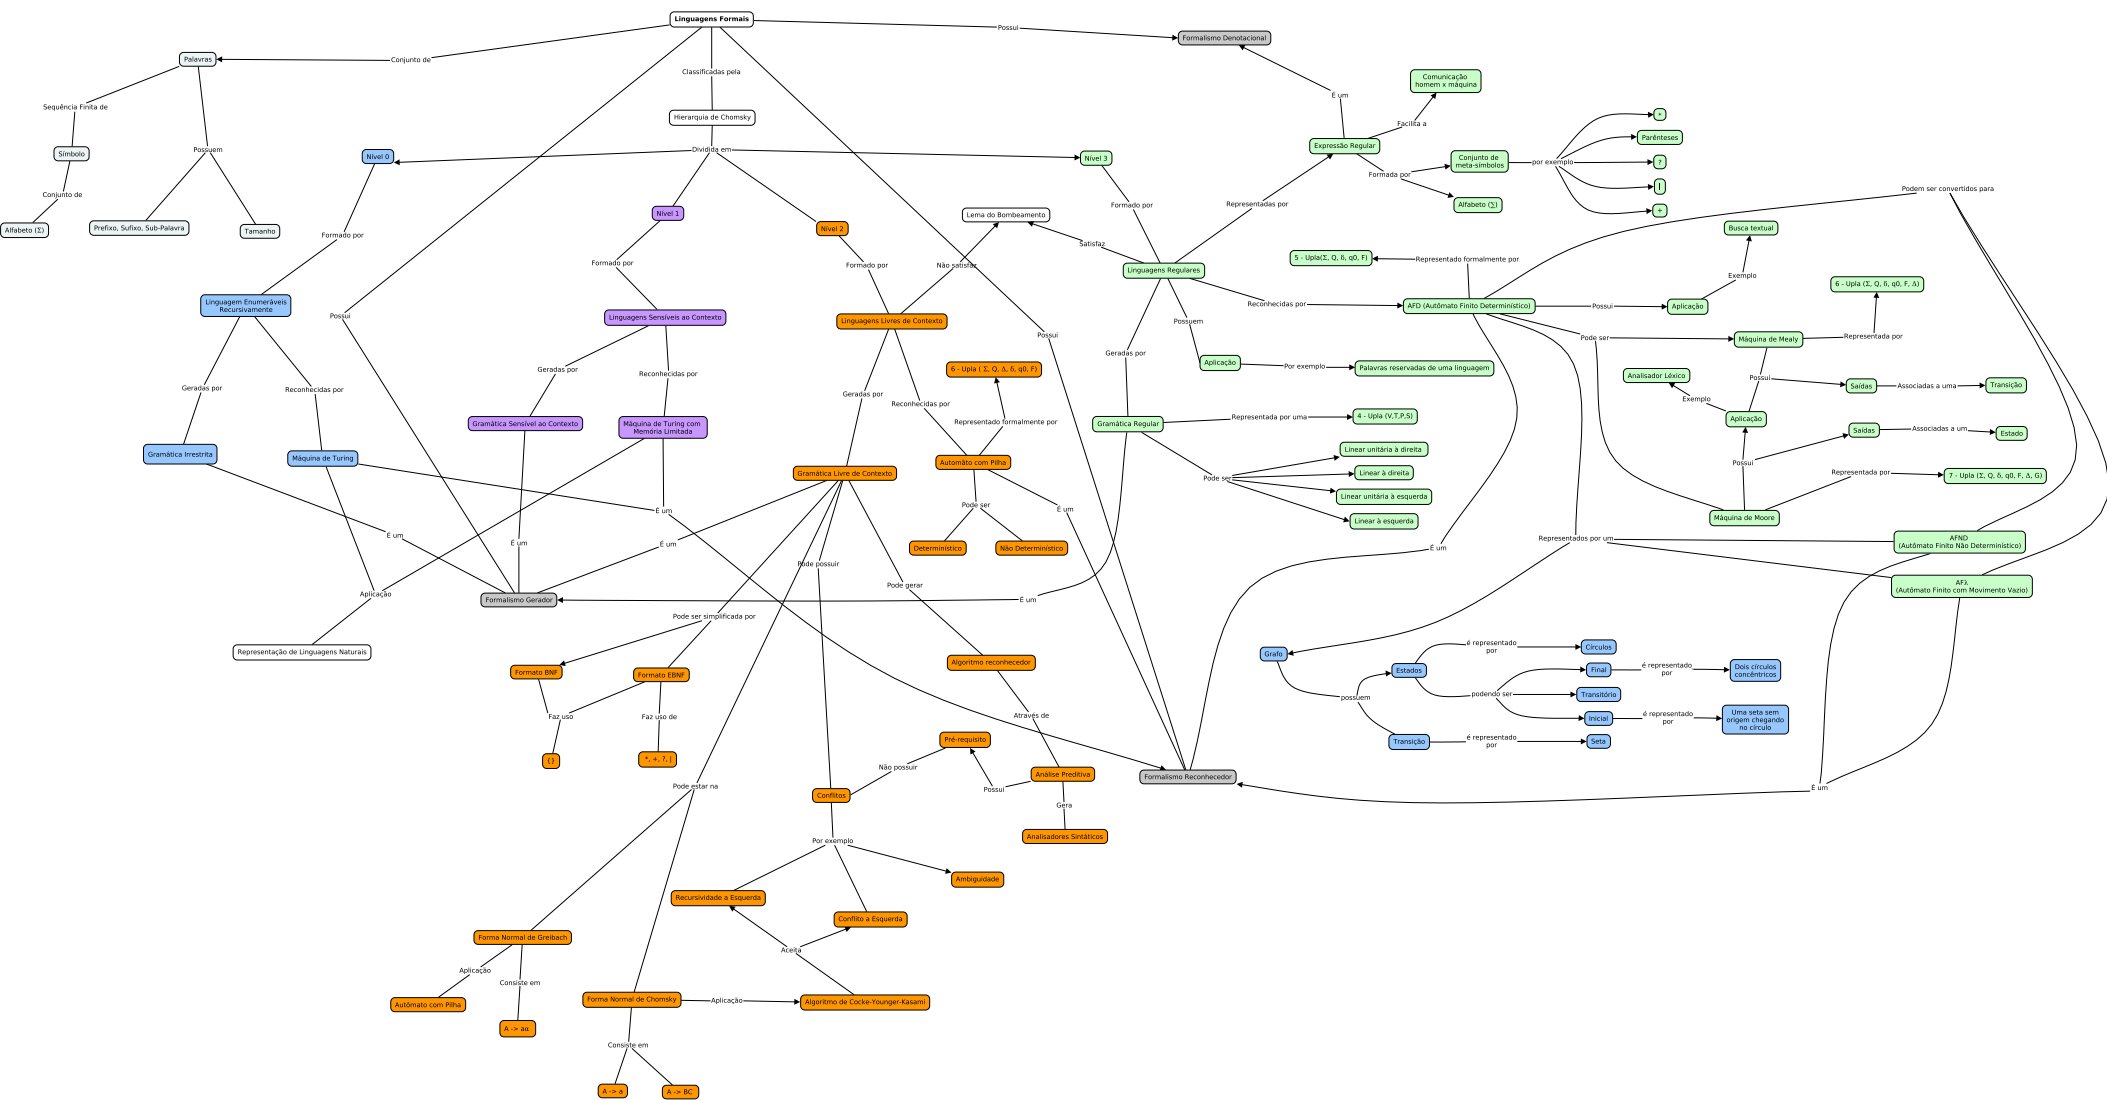 Linguagens Formais
Possui
Formalismo Denotacional
Palavras
Conjunto de
Classificadas pela
Comunicação
homem x máquina
É um
Sequência Finita de
Hierarquia de Chomsky
Facilita a
*
Parênteses
Expressão Regular
Símbolo
Possuem
Nível 0
Dividida em
Nível 3
Conjunto de
meta-símbolos
por exemplo
?
Formada por
|
Podem ser convertidos para
Conjunto de
Formado por
Representadas por
Alfabeto (∑)
+
Nível 1
Lema do Bombeamento
Alfabeto (Σ)
Prefixo, Sufixo, Sub-Palavra
Tamanho
Nível 2
Busca textual
Formado por
Satisfaz
5 - Upla(Σ, Q, δ, q0, F)
Representado formalmente por
Formado por
Formado por
Não satisfaz
Linguagens Regulares
Exemplo
6 - Upla (Σ, Q, δ, q0, F, Δ)
Linguagem Enumeráveis
Recursivamente
Reconhecidas por
AFD (Autômato Finito Determinístico)
Possui
Aplicação
Possui
Linguagens Sensíveis ao Contexto
Linguagens Livres de Contexto
Possuem
Possui
Pode ser
Máquina de Mealy
Representada por
Geradas por
Aplicação
Por exemplo
Palavras reservadas de uma linguagem
Geradas por
Reconhecidas por
6 - Upla ( Σ, Q, Δ, δ, q0, F)
Analisador Léxico
Possui
Saídas
Associadas a uma
Transição
Geradas por
Reconhecidas por
Geradas por
Reconhecidas por
Exemplo
Gramática Sensível ao Contexto
Máquina de Turing com
Memória Limitada
Representado formalmente por
Gramática Regular
Representada por uma
4 - Upla (V,T,P,S)
Aplicação
Saídas
Associadas a um
Estado
Gramática Irrestrita
Máquina de Turing
Automâto com Pilha
Linear unitária à direita
Possui
Gramática Livre de Contexto
Pode ser
Linear à direita
Representada por
7 - Upla (Σ, Q, δ, q0, F, Δ, G)
Linear unitária à esquerda
Pode ser
É um
É um
Linear à esquerda
Máquina de Moore
É um
É um
É um
Determinístico
Não Determinístico
É um
Representados por um
AFND
(Autômato Finito Não Determinístico)
Pode possuir
Pode gerar
AFλ
(Autômato Finito com Movimento Vazio)
Aplicação
Formalismo Gerador
É um
Pode ser simplificada por
Representação de Linguagens Naturais
Grafo
é representado
por
Círculos
Formato BNF
Formato EBNF
Algoritmo reconhecedor
Estados
Final
é representado
por
Dois círculos
concêntricos
possuem
podendo ser
Transitório
Faz uso
Faz uso de
Através de
Inicial
é representado
por
Uma seta sem
origem chegando
no círculo
Transição
é representado
por
Seta
{}
*, +, ?, |
Pré-requisito
Não possuir
Análise Preditiva
Formalismo Reconhecedor
Pode estar na
Conflitos
Possui
É um
Gera
Por exemplo
Analisadores Sintáticos
Ambiguidade
Recursividade a Esquerda
Conflito a Esquerda
Forma Normal de Greibach
Aceita
Aplicação
Consiste em
Autômato com Pilha
Forma Normal de Chomsky
Aplicação
Algoritmo de Cocke-Younger-Kasami
A -> aα
Consiste em
A -> a
A -> BC